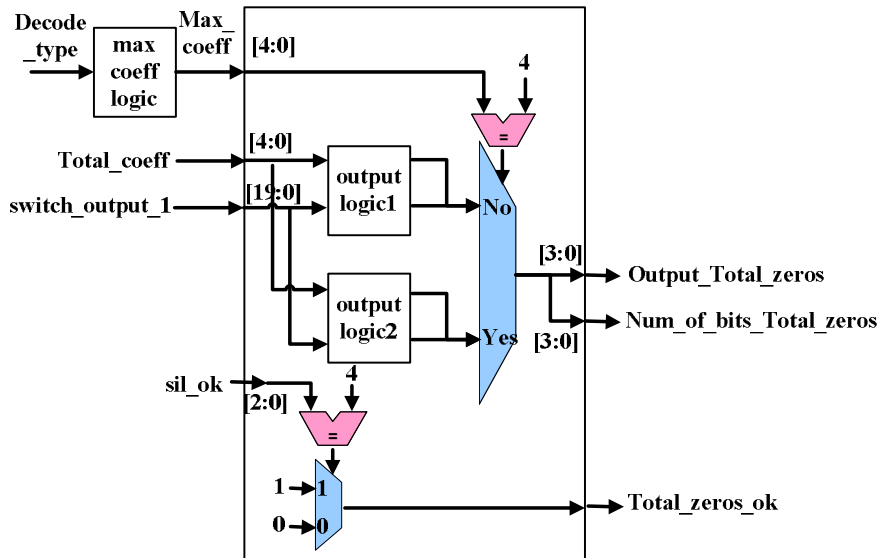 Decode
_type
max
coeff
logic
Max_
coeff
[4:0]
4
=
Total_coeff
[4:0]
switch_output_1
[19:0]
output
logic1
No
output
logic2
Yes
[3:0]
Output_Total_zeros
Num_of_bits_Total_zeros
[3:0]
sil_ok
[2:0]
4
=
1
1
0
0
Total_zeros_ok